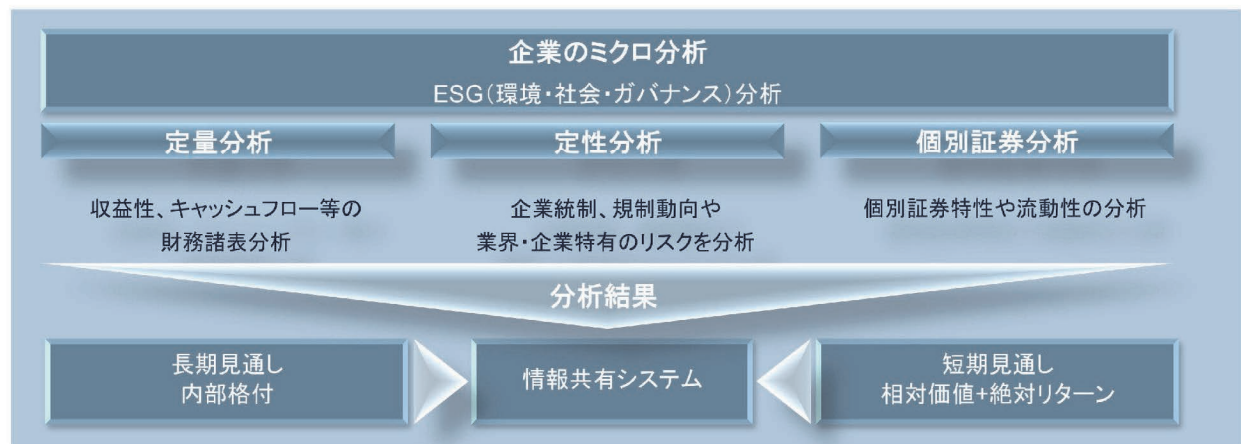 企業のミクロ分析
ESG(環境・社会・ガバナンス)分析
定量分析
収益性、キャッシュフロー等の
財務諸表分析
定性分析
企業統制、規制動向や
業界・企業特有のリスクを分析
個別証券分析
個別証券特性や流動性の分析
分析結果
長期見通し
内部格付
情報共有システム
短期見通し
相対価値+絶対リターン